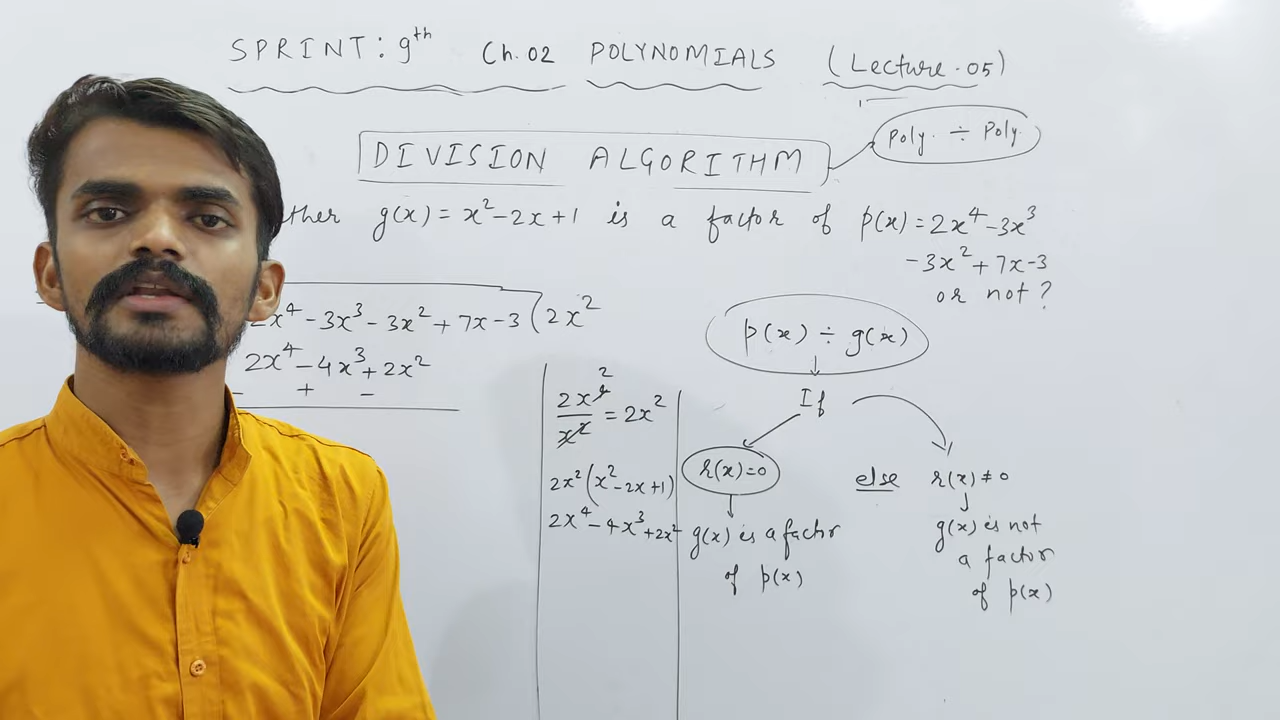 SPRINT: 9th Ch. 02 POLYNOMIALS (Lecture. 05)
DIVISION ALGORITHM
Poly. ÷ Poly.
g(x) = x² - 2x + 1 is a factor of p(x) = 2x⁴ - 3x³
- 3x² + 7x - 3
or not?
2x⁴ - 3x³ - 3x² + 7x - 3 ( 2x²
2x⁴ - 4x³ + 2x²
- + -
2x⁴/x² = 2x²
2
2x² (x² - 2x + 1)
2x⁴ - 4x³ + 2x²
p(x) ÷ g(x)
If
r(x) = 0
g(x) is a factor
of p(x)
else r(x) ≠ 0
g(x) is not
a factor
of p(x)